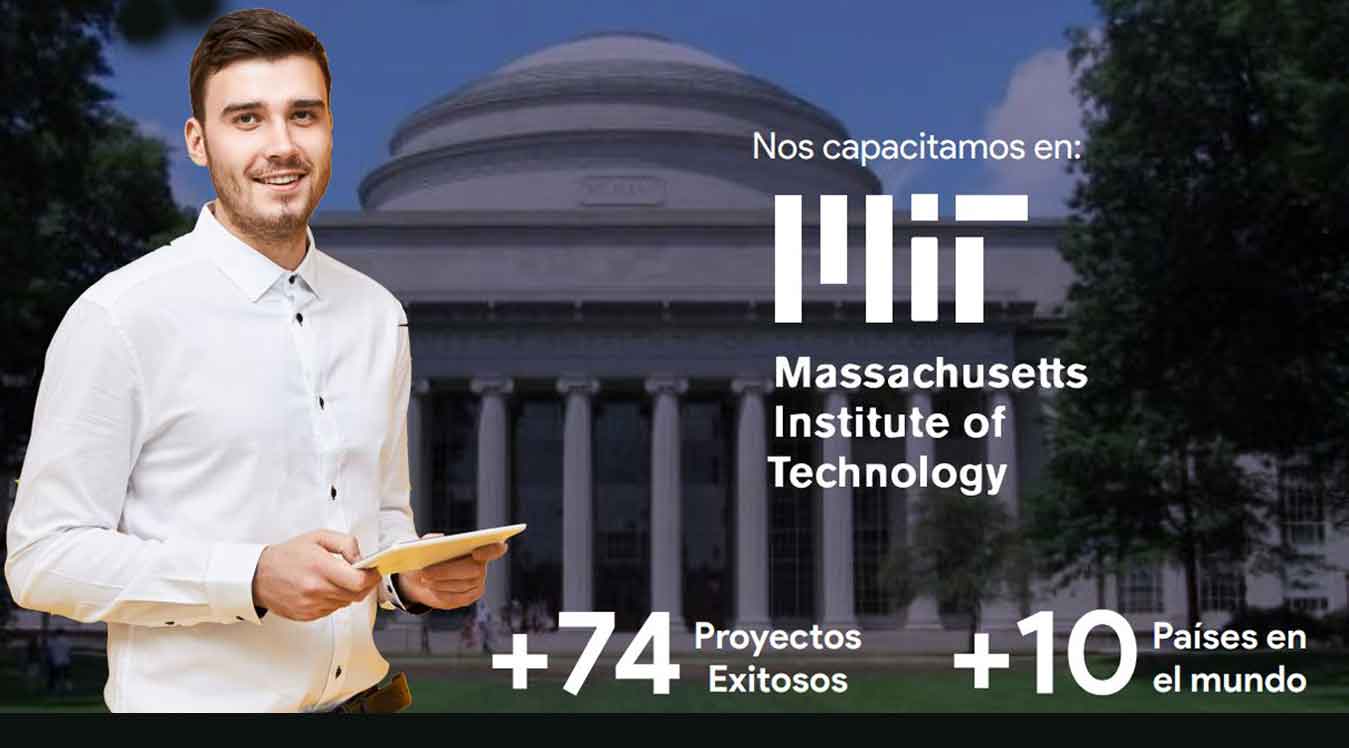 Nos capacitamos en:
MIT
Massachusetts
Institute of
Technology
+74 Proyectos
Exitosos
+10 Países en
el mundo